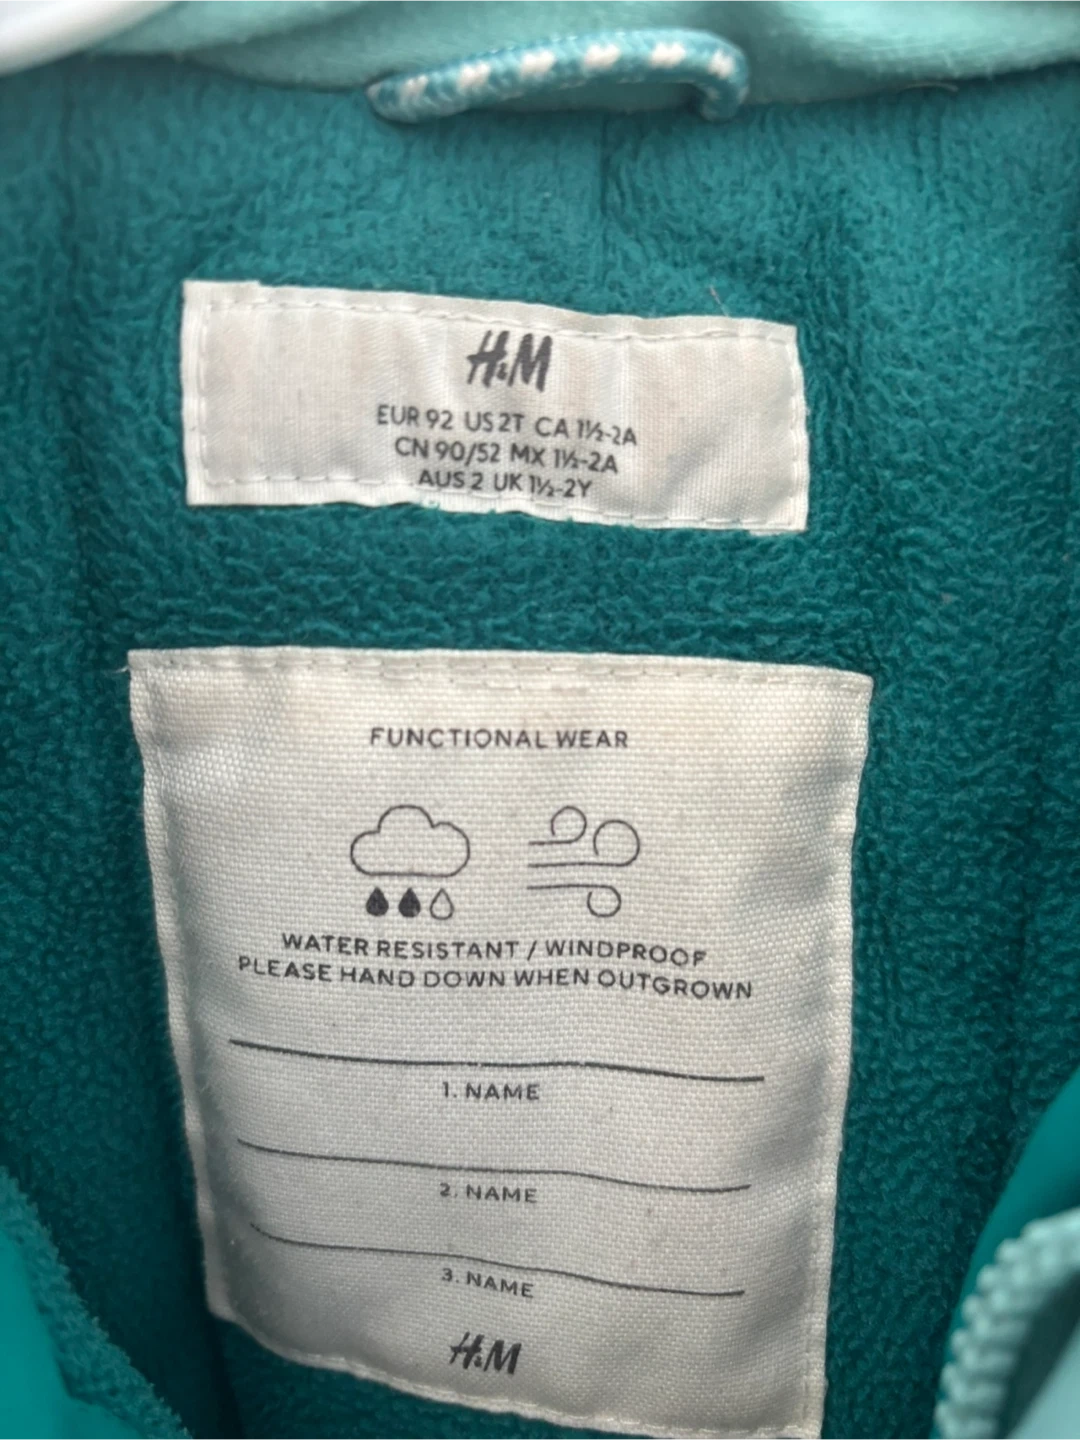 H&M
EUR 92 US 2T CA 1½-2A
CN 90/52 MX 1½-2A
AUS 2 UK 1½-2Y
FUNCTIONAL WEAR
WATER RESISTANT / WINDPROOF
PLEASE HAND DOWN WHEN OUTGROWN
1. NAME
2. NAME
3. NAME
H&M